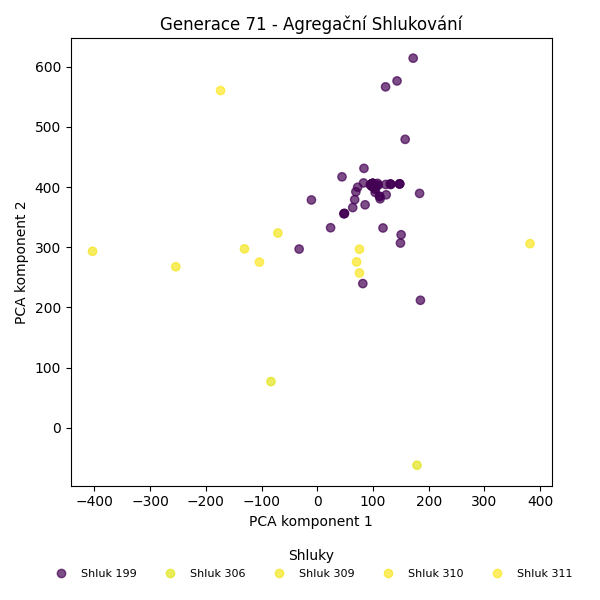 Generace 71 - Agregační Shlukování
PCA komponent 2
600
500
400
300
200
100
0
−400 −300 −200 −100 0 100 200 300 400
PCA komponent 1
Shluky
Shluk 199 Shluk 306 Shluk 309 Shluk 310 Shluk 311